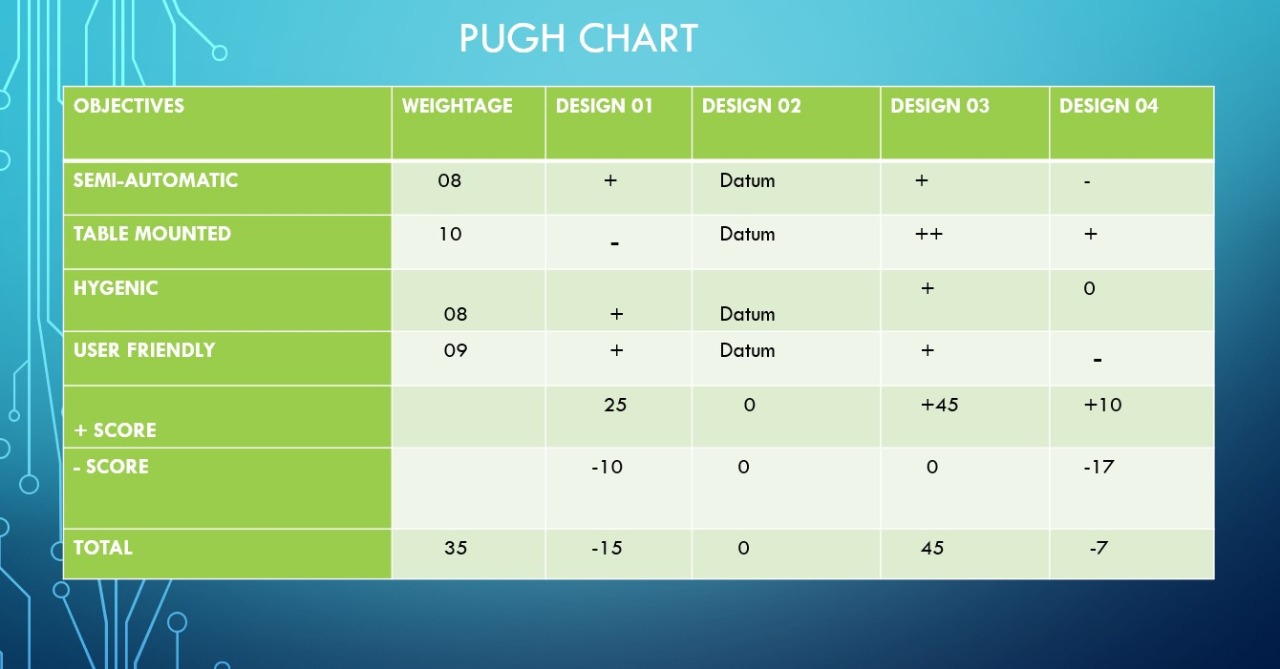 PUGH CHART
OBJECTIVES WEIGHTAGE DESIGN 01 DESIGN 02 DESIGN 03 DESIGN 04
SEMI-AUTOMATIC 08 + Datum + -
TABLE MOUNTED 10 - Datum ++ +
HYGENIC 08 + Datum + 0
USER FRIENDLY 09 + Datum + -
+ SCORE 25 0 +45 +10
- SCORE -10 0 0 -17
TOTAL 35 -15 0 45 -7